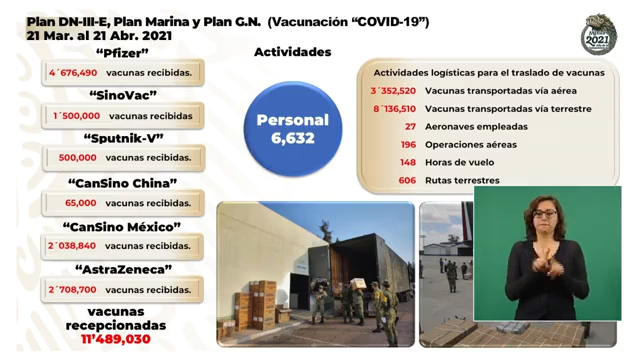 Plan DN-III-E, Plan Marina y Plan G.N. (Vacunación “COVID-19”)
21 Mar. al 21 Abr. 2021
“Pfizer”
4´676,490 vacunas recibidas.
“SinoVac”
1´500,000 vacunas recibidas
“Sputnik-V”
500,000 vacunas recibidas.
“CanSino China”
65,000 vacunas recibidas.
“CanSino México”
2´038,840 vacunas recibidas.
“AstraZeneca”
2´708,700 vacunas recibidas.
vacunas
recepcionadas
11’489,030
Actividades
Personal
6,632
Actividades logísticas para el traslado de vacunas
3´352,520 Vacunas transportadas vía aérea
8´136,510 Vacunas transportadas vía terrestre
27 Aeronaves empleadas
196 Operaciones aéreas
148 Horas de vuelo
606 Rutas terrestres
México
2021